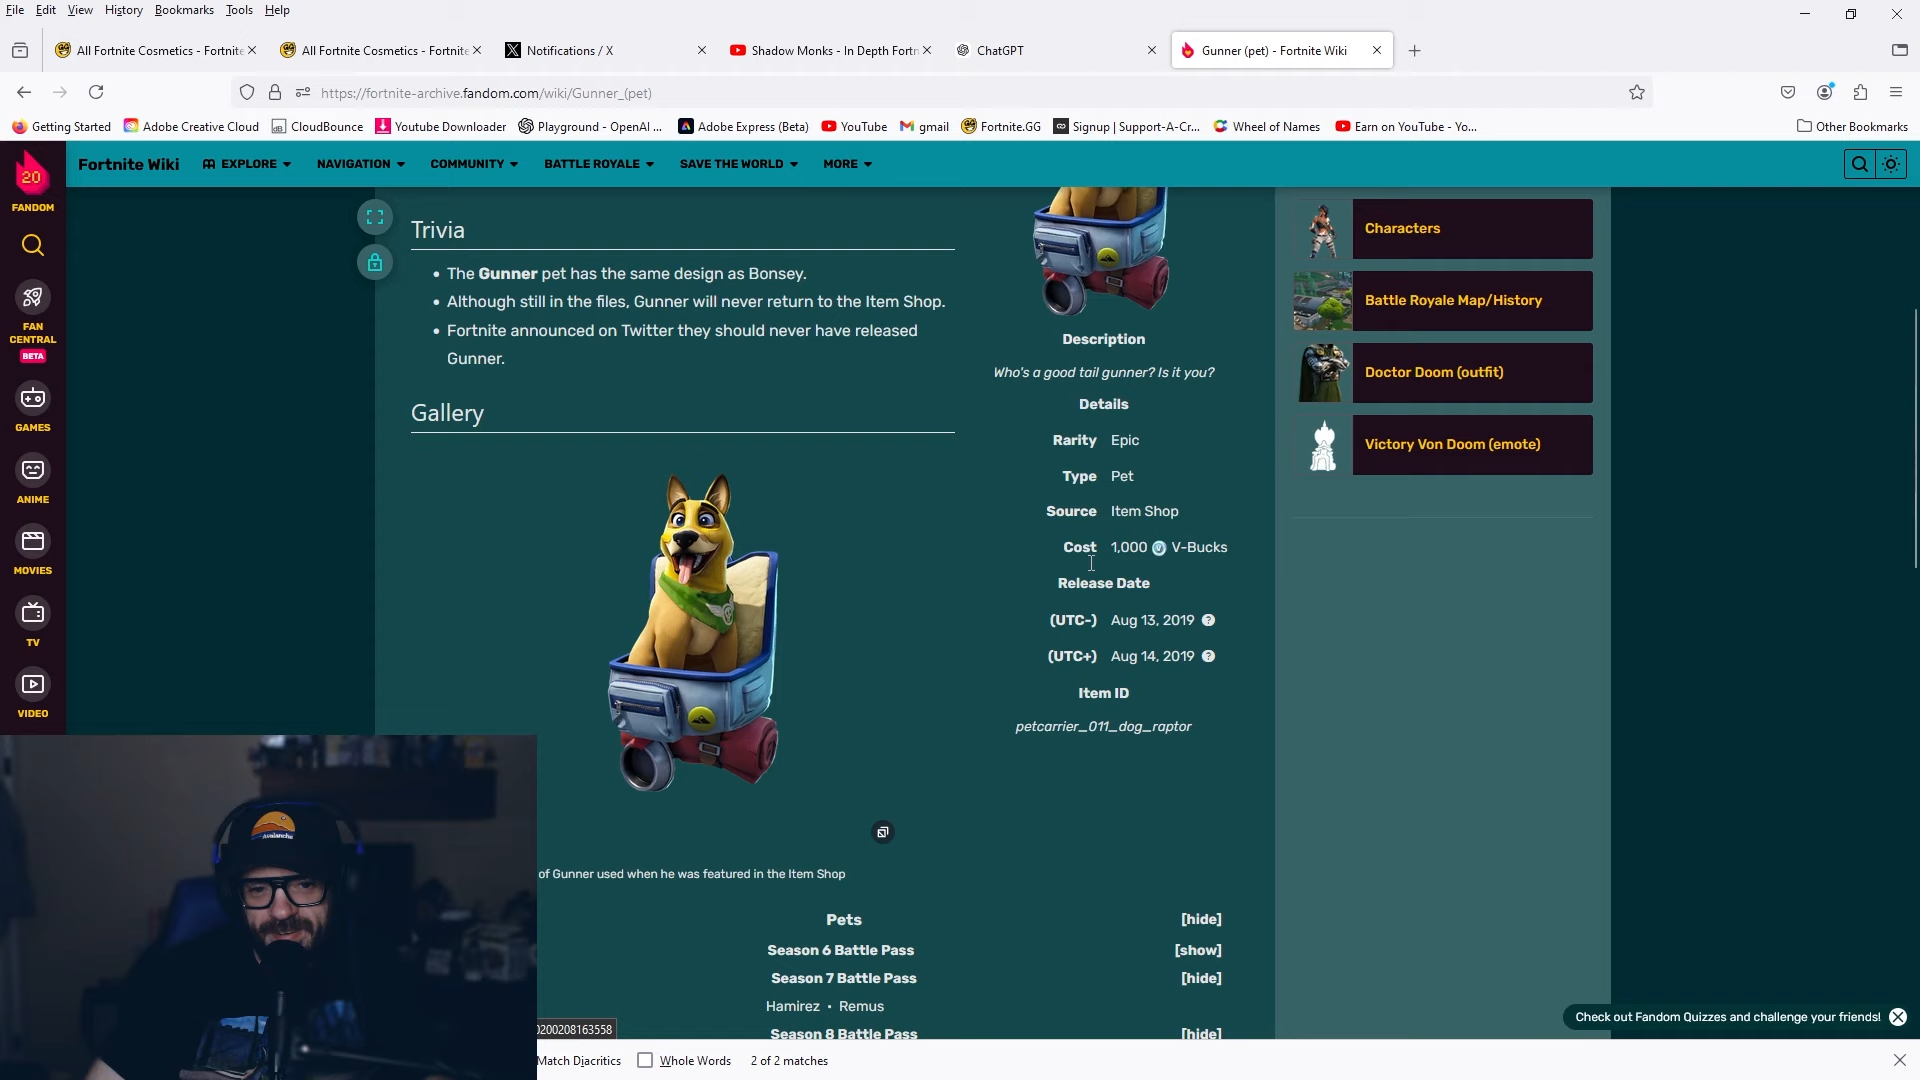 File Edit View History Bookmarks Tools Help
All Fortnite Cosmetics - Fortnite
All Fortnite Cosmetics - Fortnite
Notifications / X
Shadow Monks - In Depth Fortn
ChatGPT
Gunner (pet) - Fortnite Wiki
https://fortnite-archive.fandom.com/wiki/Gunner_(pet)
Getting Started
Adobe Creative Cloud
CloudBounce
Youtube Downloader
Playground - OpenAI ...
Adobe Express (Beta)
YouTube
gmail
Fortnite.GG
Signup | Support-A-Cr...
Wheel of Names
Earn on YouTube - Yo...
Other Bookmarks
20
FANDOM
Fortnite Wiki
EXPLORE
NAVIGATION
COMMUNITY
BATTLE ROYALE
SAVE THE WORLD
MORE
FAN
CENTRAL
BETA
GAMES
ANIME
MOVIES
TV
VIDEO
Trivia
• The Gunner pet has the same design as Bonsey.
• Although still in the files, Gunner will never return to the Item Shop.
• Fortnite announced on Twitter they should never have released
Gunner.
Gallery
of Gunner used when he was featured in the Item Shop
Description
Who's a good tail gunner? Is it you?
Details
Rarity Epic
Type Pet
Source Item Shop
Cost 1,000 V-Bucks
Release Date
(UTC-) Aug 13, 2019 ?
(UTC+) Aug 14, 2019 ?
Item ID
petcarrier_011_dog_raptor
Characters
Battle Royale Map/History
Doctor Doom (outfit)
Victory Von Doom (emote)
Pets [hide]
Season 6 Battle Pass [show]
Season 7 Battle Pass [hide]
Hamirez • Remus
Season 8 Battle Pass [hide]
Avalanche
0200208163558
Check out Fandom Quizzes and challenge your friends!
Match Diacritics Whole Words 2 of 2 matches